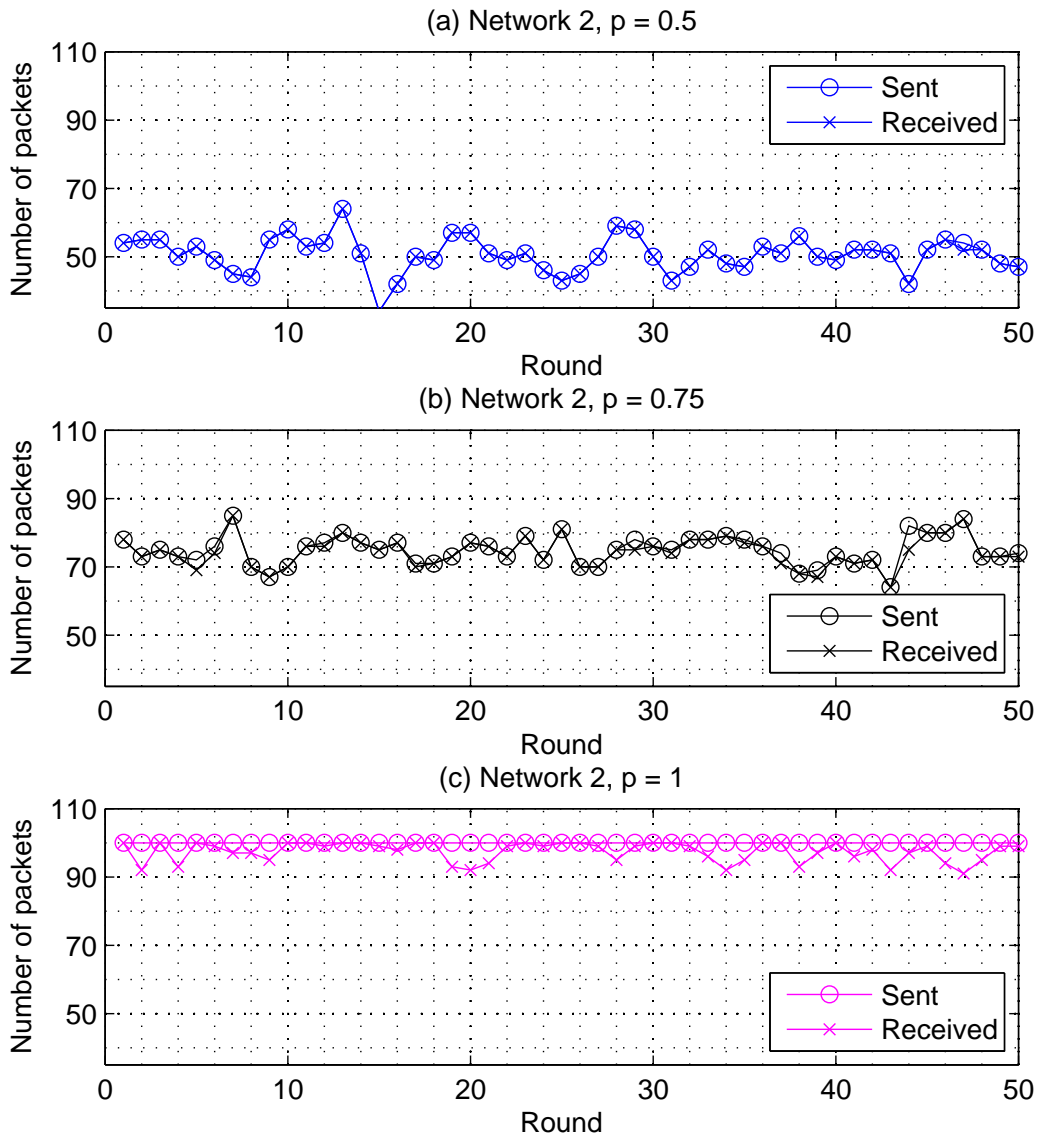 (a) Network 2, p = 0.5
Number of packets
110
90
70
50
Sent
Received
0 10 20 30 40 50
Round
(b) Network 2, p = 0.75
Number of packets
110
90
70
50
Sent
Received
0 10 20 30 40 50
Round
(c) Network 2, p = 1
Number of packets
110
90
70
50
Sent
Received
0 10 20 30 40 50
Round